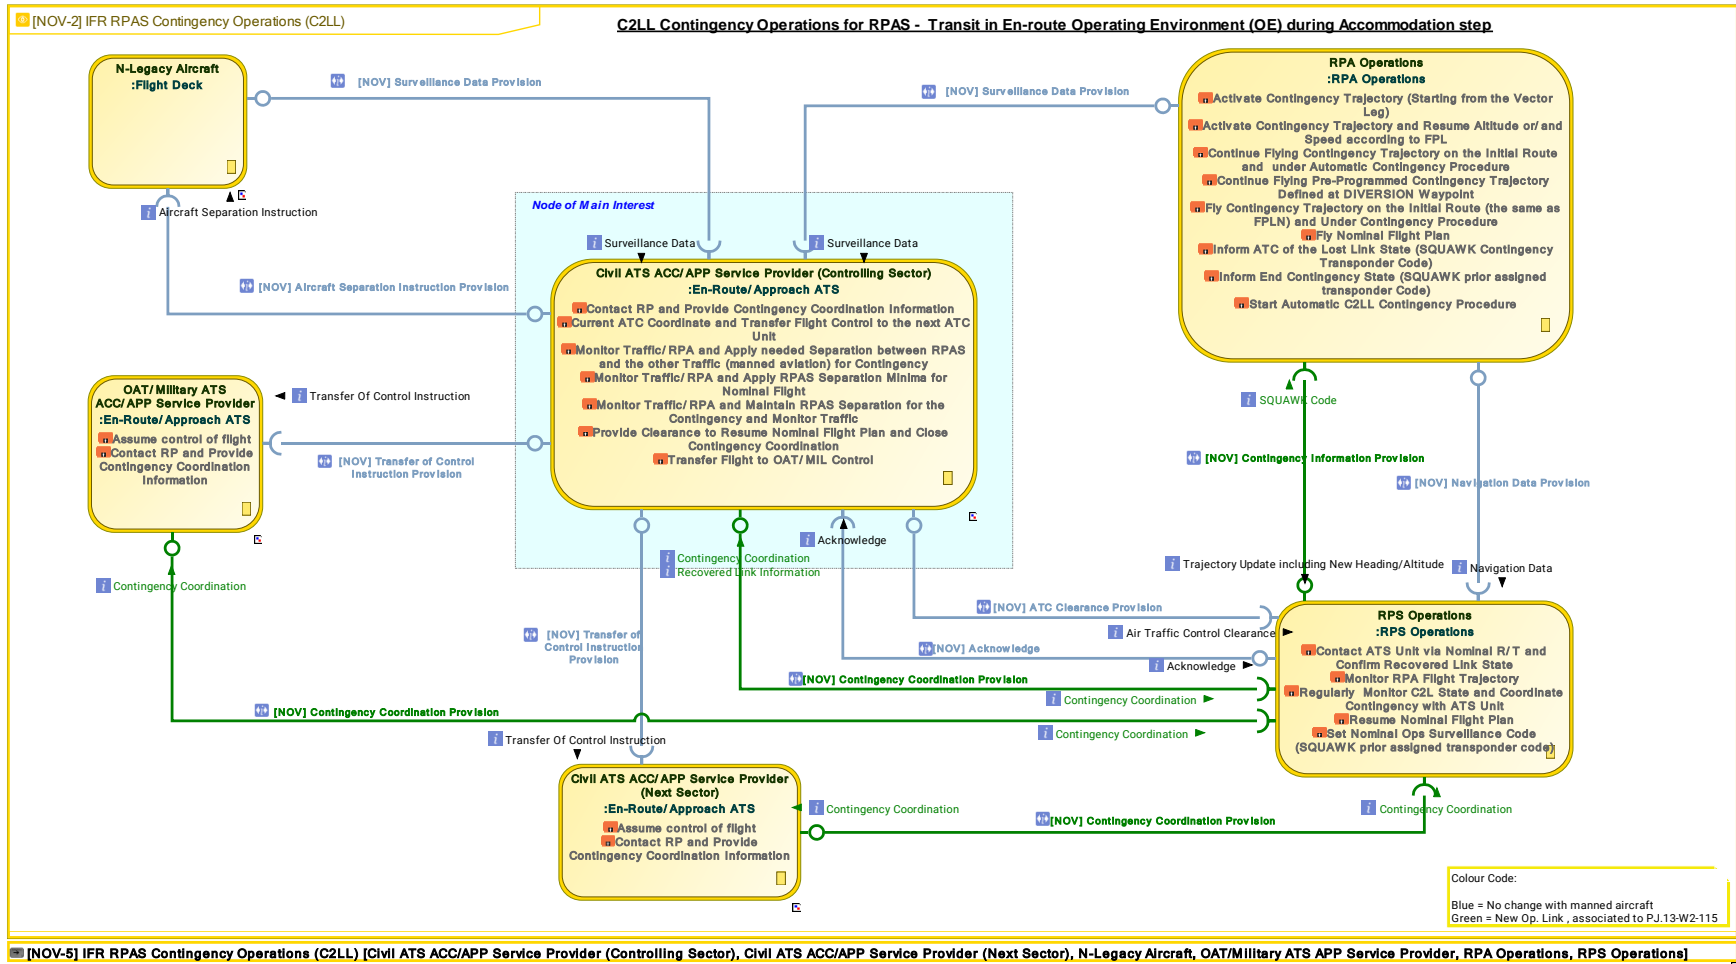 [NOV-2] IFR RPAS Contingency Operations (C2LL)
C2LL Contingency Operations for RPAS - Transit in En-route Operating Environment (OE) during Accommodation step
N-Legacy Aircraft
:Flight Deck
[NOV] Surveillance Data Provision
[NOV] Surveillance Data Provision
RPA Operations
:RPA Operations
Activate Contingency Trajectory (Starting from the Vector
Leg)
Activate Contingency Trajectory and Resume Altitude or/and
Speed according to FPL
Continue Flying Contingency Trajectory on the Initial Route
and under Automatic Contingency Procedure
Continue Flying Pre-Programmed Contingency Trajectory
Defined at DIVERSION Waypoint
Fly Contingency Trajectory on the Initial Route (the same as
FPLN) and Under Contingency Procedure
Fly Nominal Flight Plan
Inform ATC of the Lost Link State (SQUAWK Contingency
Transponder Code)
Inform End Contingency State (SQUAWK prior assigned
transponder Code)
Start Automatic C2LL Contingency Procedure
Aircraft Separation Instruction
Node of Main Interest
Surveillance Data
Surveillance Data
[NOV] Aircraft Separation Instruction Provision
Civil ATS ACC/APP Service Provider (Controlling Sector)
:En-Route/Approach ATS
Contact RP and Provide Contingency Coordination Information
Current ATC Coordinate and Transfer Flight Control to the next ATC
Unit
Monitor Traffic/RPA and Apply needed Separation between RPAS
and the other Traffic (manned aviation) for Contingency
Monitor Traffic/RPA and Apply RPAS Separation Minima for
Nominal Flight
Monitor Traffic/RPA and Maintain RPAS Separation for the
Contingency and Monitor Traffic
Provide Clearance to Resume Nominal Flight Plan and Close
Contingency Coordination
Transfer Flight to OAT/MIL Control
OAT/Military ATS
ACC/APP Service Provider
:En-Route/Approach ATS
Assume control of flight
Contact RP and Provide
Contingency Coordination
Information
Transfer Of Control Instruction
[NOV] Transfer of Control
Instruction Provision
SQUAWK Code
[NOV] Contingency Information Provision
[NOV] Navigation Data Provision
Acknowledge
Contingency Coordination
Recovered Link Information
Contingency Coordination
Trajectory Update including New Heading/Altitude
Navigation Data
[NOV] ATC Clearance Provision
Air Traffic Control Clearance
[NOV] Transfer of
Control Instruction
Provision
[NOV] Acknowledge
Acknowledge
[NOV] Contingency Coordination Provision
Contingency Coordination
[NOV] Contingency Coordination Provision
Contingency Coordination
RPS Operations
:RPS Operations
Contact ATS Unit via Nominal R/T and
Confirm Recovered Link State
Monitor RPA Flight Trajectory
Regularly Monitor C2L State and Coordinate
Contingency with ATS Unit
Resume Nominal Flight Plan
Set Nominal Ops Surveillance Code
(SQUAWK prior assigned transponder code)
Transfer Of Control Instruction
Civil ATS ACC/APP Service Provider
(Next Sector)
:En-Route/Approach ATS
Assume control of flight
Contact RP and Provide
Contingency Coordination Information
Contingency Coordination
[NOV] Contingency Coordination Provision
Contingency Coordination
Colour Code:
Blue = No change with manned aircraft
Green = New Op. Link , associated to PJ.13-W2-115
[NOV-5] IFR RPAS Contingency Operations (C2LL) [Civil ATS ACC/APP Service Provider (Controlling Sector), Civil ATS ACC/APP Service Provider (Next Sector), N-Legacy Aircraft, OAT/Military ATS APP Service Provider, RPA Operations, RPS Operations]